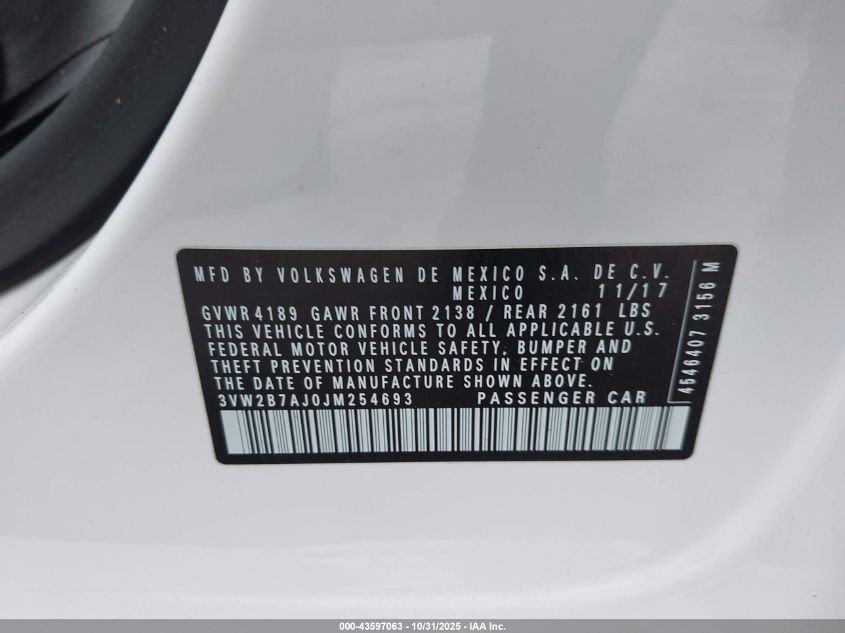 MFD BY VOLKSWAGEN DE MEXICO S.A. DE C.V.
MEXICO 11/17
GVWR 4189 GAWR FRONT 2138 / REAR 2161 LBS
THIS VEHICLE CONFORMS TO ALL APPLICABLE U.S.
FEDERAL MOTOR VEHICLE SAFETY, BUMPER AND
THEFT PREVENTION STANDARDS IN EFFECT ON
THE DATE OF MANUFACTURE SHOWN ABOVE.
3VW2B7AJ0JM254693 PASSENGER CAR
4546407 3156 M
000-43597063 - 10/31/2025 - IAA Inc.